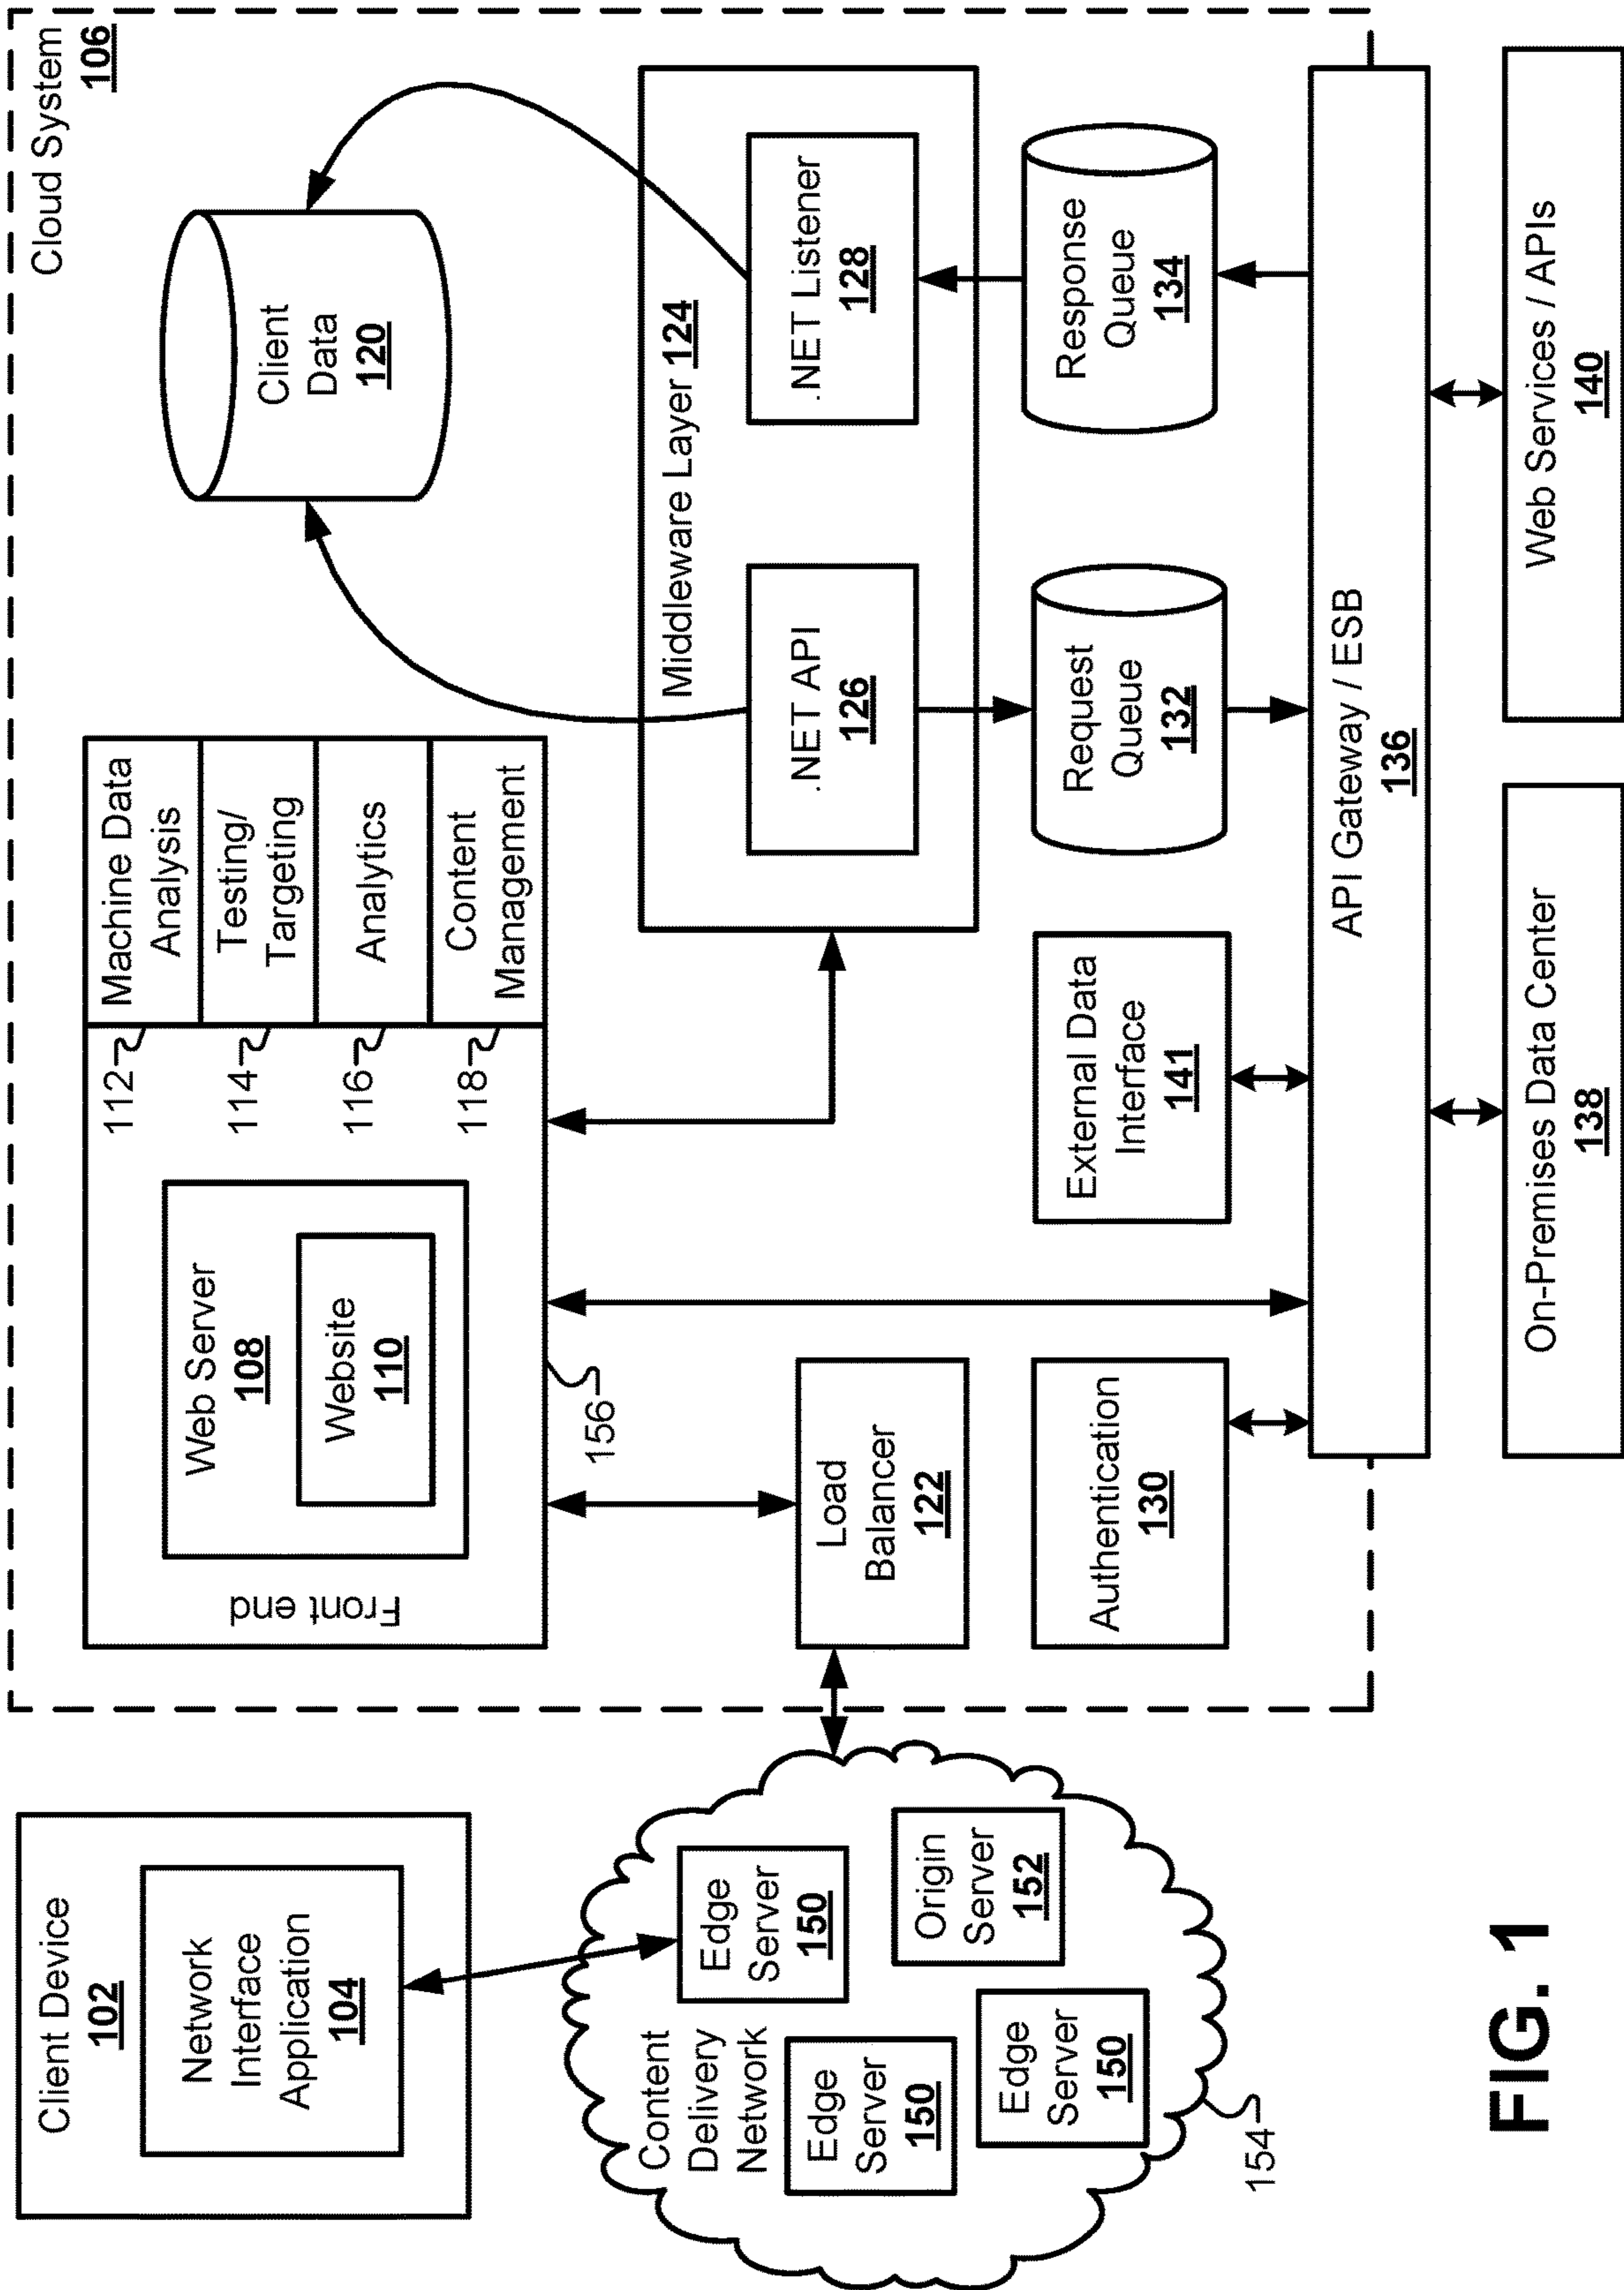 Cloud System
106
Client Device
102
Network
Interface
Application
104
Front end
Web Server
108
Website
110
112
Machine Data
Analysis
114
Testing/
Targeting
116
Analytics
118
Content
Management
156
Client
Data
120
Content
Delivery
Network
Edge
Server
150
Edge
Server
150
Edge
Server
150
Origin
Server
152
154
Load
Balancer
122
Middleware Layer 124
.NET API
126
.NET Listener
128
Authentication
130
External Data
Interface
141
Request
Queue
132
Response
Queue
134
API Gateway / ESB
136
On-Premises Data Center
138
Web Services / APIs
140
FIG. 1